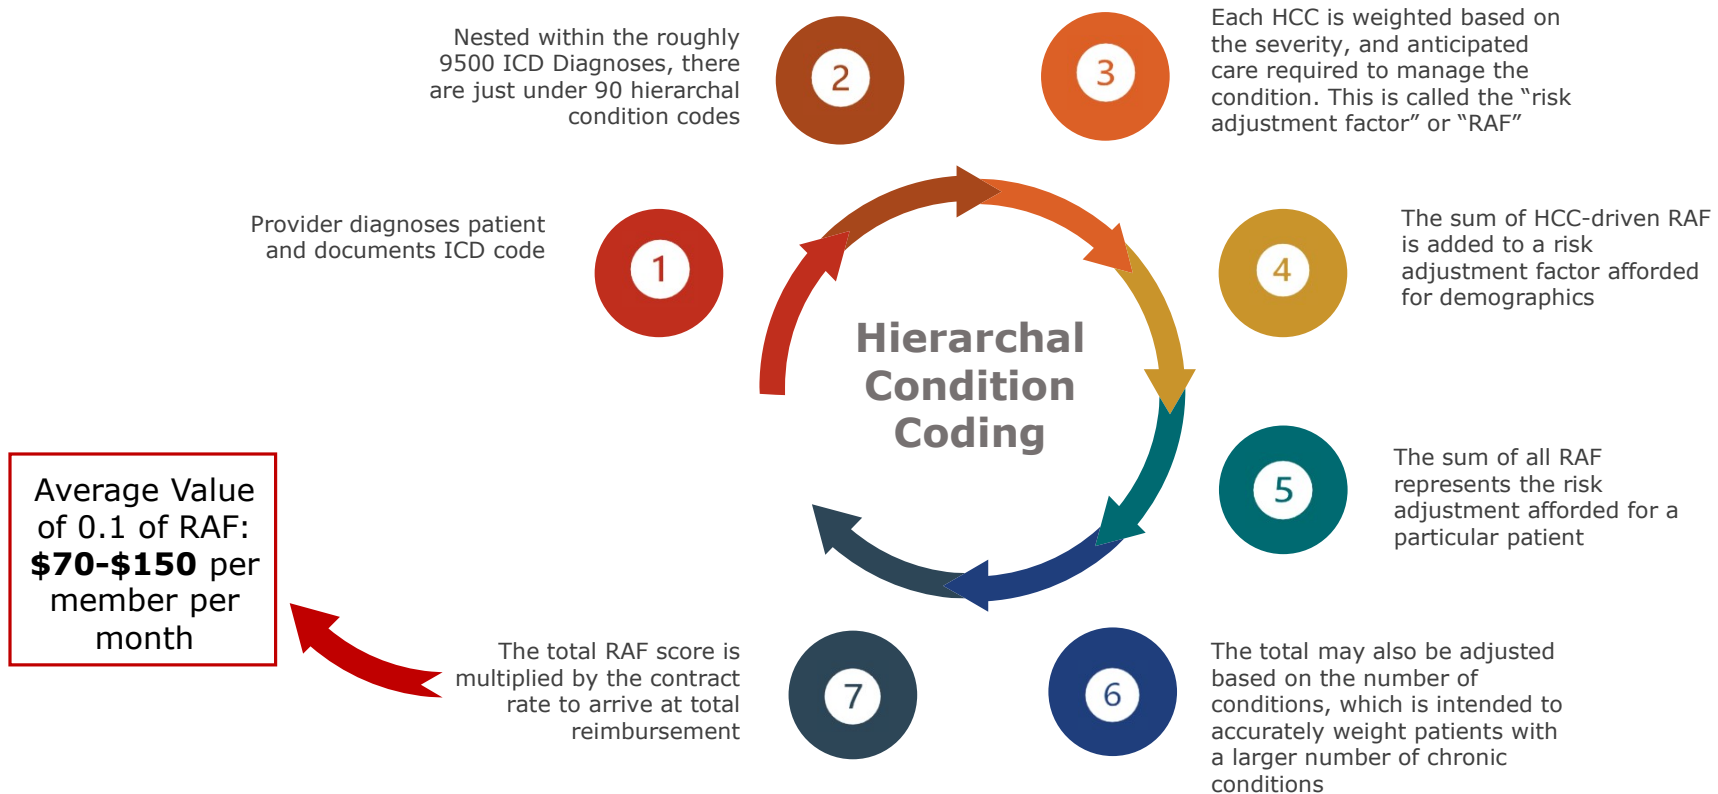 Nested within the roughly
9500 ICD Diagnoses, there
are just under 90 hierarchal
condition codes
2
3
Each HCC is weighted based on
the severity, and anticipated
care required to manage the
condition. This is called the “risk
adjustment factor” or “RAF”
Provider diagnoses patient
and documents ICD code
1
4
The sum of HCC-driven RAF
is added to a risk
adjustment factor afforded
for demographics
Hierarchal
Condition
Coding
5
The sum of all RAF
represents the risk
adjustment afforded for a
particular patient
Average Value
of 0.1 of RAF:
$70-$150 per
member per
month
The total RAF score is
multiplied by the contract
rate to arrive at total
reimbursement
7
6
The total may also be adjusted
based on the number of
conditions, which is intended to
accurately weight patients with
a larger number of chronic
conditions